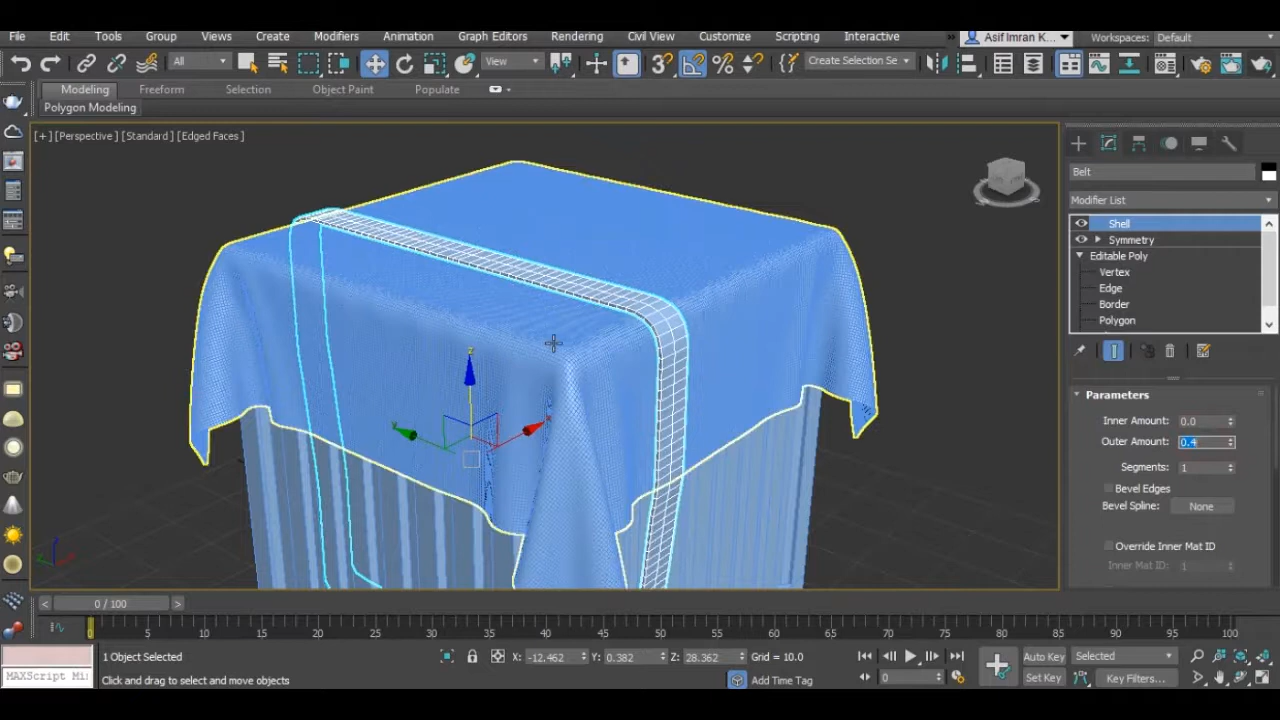 File Edit Tools Group Views Create Modifiers Animation Graph Editors Rendering Civil View Customize Scripting Interactive Asif Imran K... Workspaces: Default
All View 3 % Create Selection Se
Modeling Freeform Selection Object Paint Populate
Polygon Modeling
[+] [Perspective] [Standard] [Edged Faces]
Belt
Modifier List
Shell
Symmetry
Editable Poly
Vertex
Edge
Border
Polygon
Parameters
Inner Amount: 0.0
Outer Amount: 0.4
Segments: 1
Bevel Edges
Bevel Spline: None
Override Inner Mat ID
Inner Mat ID: 1
z
0 / 100
0 5 10 15 20 25 30 35 40 45 50 55 60 65 70 75 80 85 90 95 100
1 Object Selected X: -12.462 Y: 0.382 Z: 28.362 Grid = 10.0 Auto Key Selected
MAXScript Mi Click and drag to select and move objects Add Time Tag 0 Set Key Key Filters...